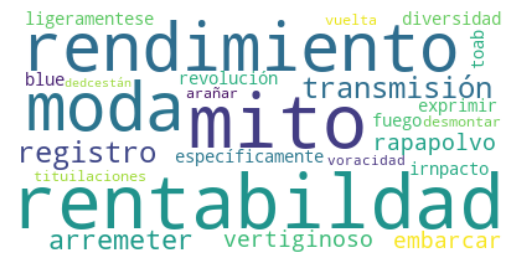 ligeramentese vuelta diversidad
rendimiento toab
blue dedcestán revolución transmisión
moda arañar mito exprimir
fuego desmontar
registro específicamente voracidad rapapolvo
tituilaciones irnpacto
rentabildad
arremeter vertiginoso embarcar